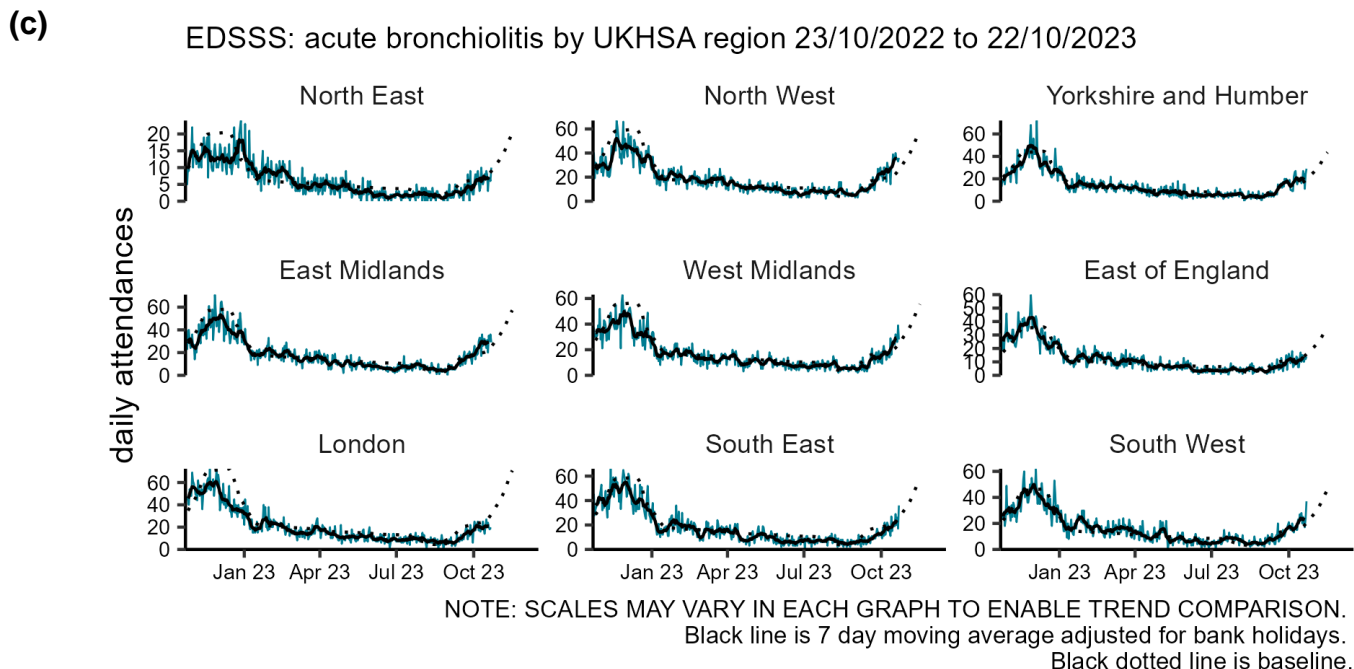 (c)
EDSSS: acute bronchiolitis by UKHSA region 23/10/2022 to 22/10/2023
daily attendances
North East
20
15
10
5
0
North West
60
40
20
0
Yorkshire and Humber
60
40
20
0
East Midlands
60
40
20
0
West Midlands
60
40
20
0
East of England
60
50
40
30
20
10
0
London
60
40
20
0
Jan 23 Apr 23 Jul 23 Oct 23
South East
60
40
20
0
Jan 23 Apr 23 Jul 23 Oct 23
South West
60
40
20
0
Jan 23 Apr 23 Jul 23 Oct 23
NOTE: SCALES MAY VARY IN EACH GRAPH TO ENABLE TREND COMPARISON.
Black line is 7 day moving average adjusted for bank holidays.
Black dotted line is baseline.